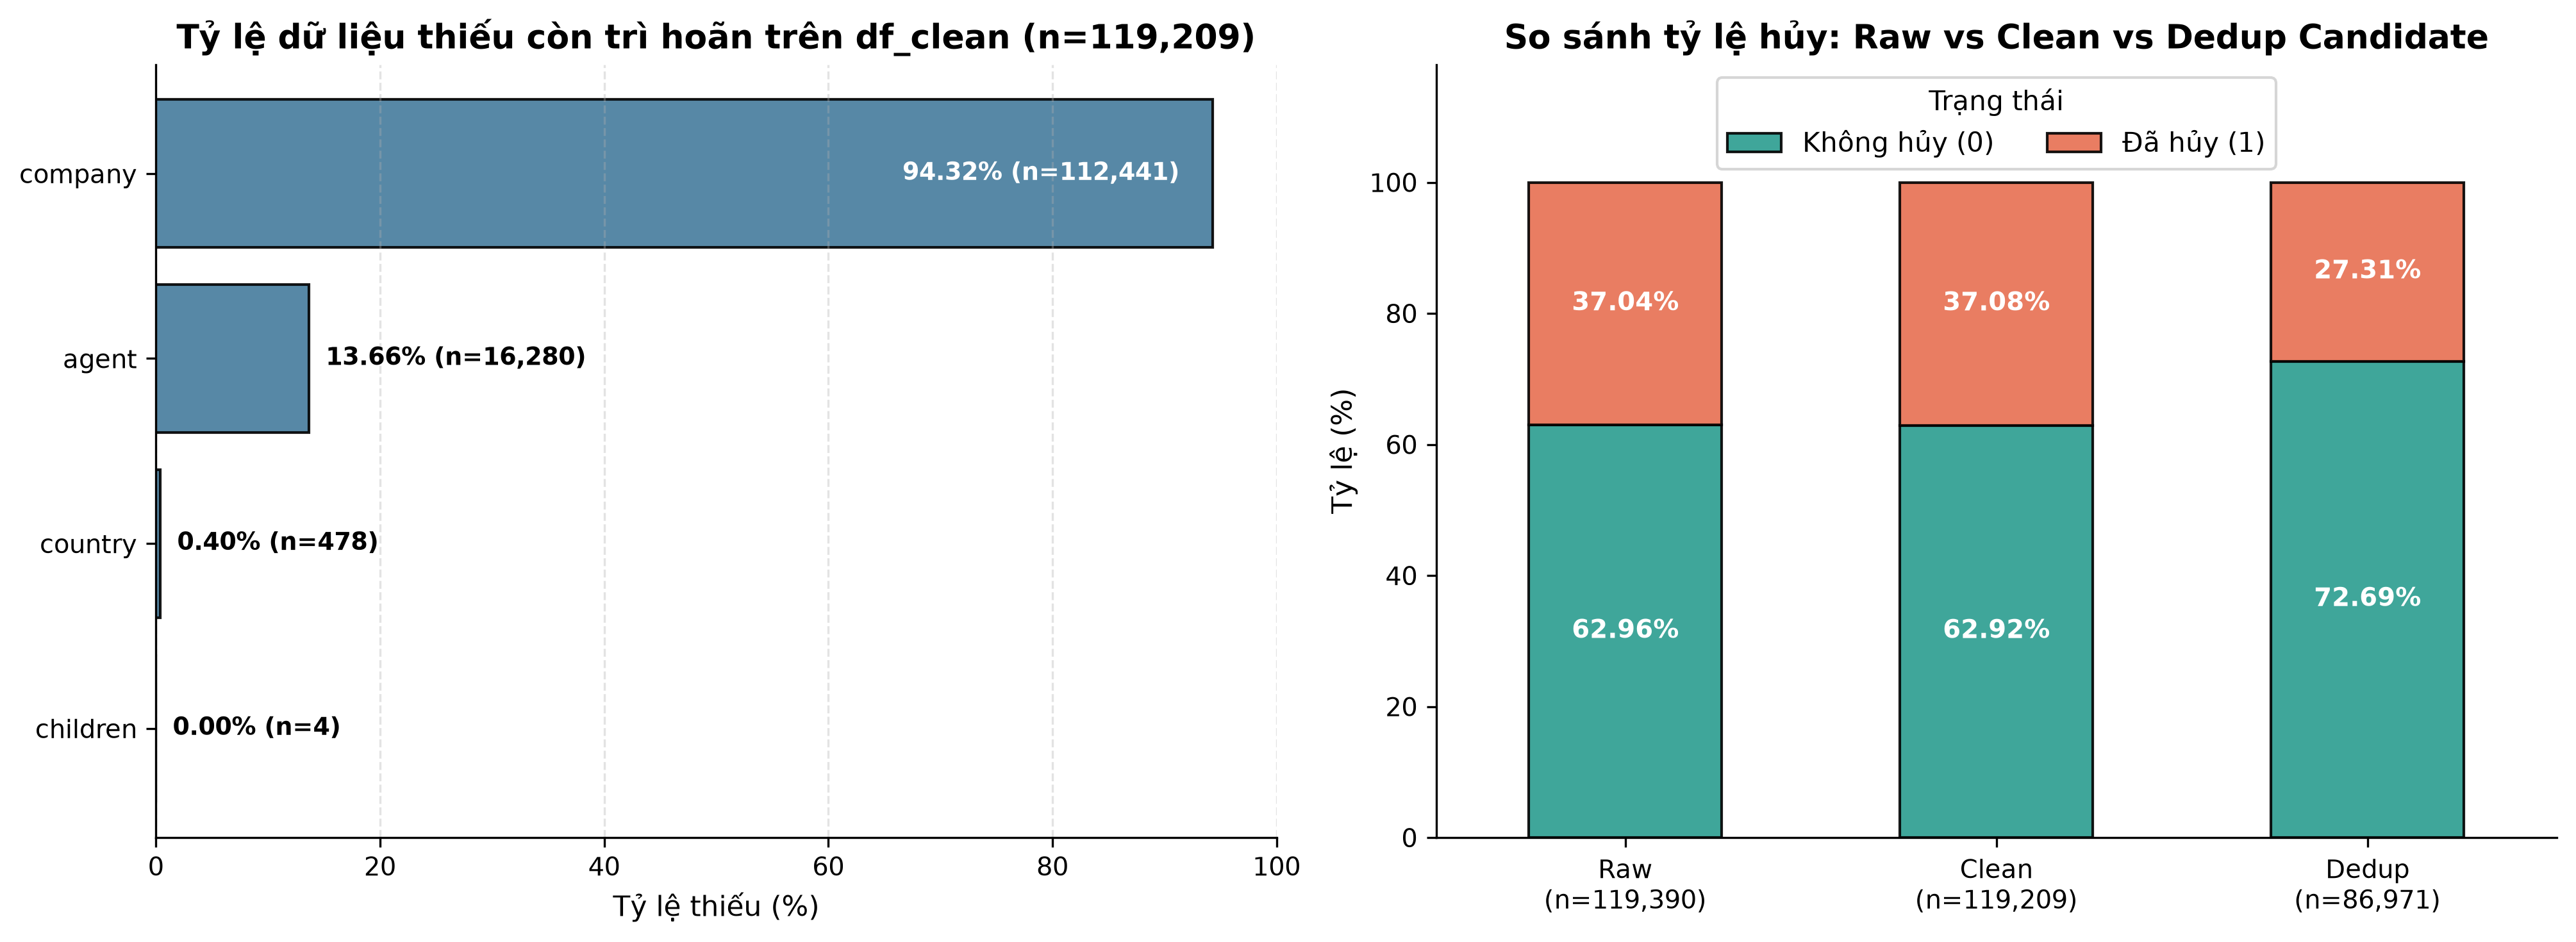 Tỷ lệ dữ liệu thiếu còn trì hoãn trên df_clean (n=119,209)
company
94.32% (n=112,441)
agent
13.66% (n=16,280)
country
0.40% (n=478)
children
0.00% (n=4)
0 20 40 60 80 100
Tỷ lệ thiếu (%)
So sánh tỷ lệ hủy: Raw vs Clean vs Dedup Candidate
Trạng thái
Không hủy (0) Đã hủy (1)
Tỷ lệ (%)
100
80
60
40
20
0
37.04% 37.08% 27.31%
62.96% 62.92% 72.69%
Raw Clean Dedup
(n=119,390) (n=119,209) (n=86,971)